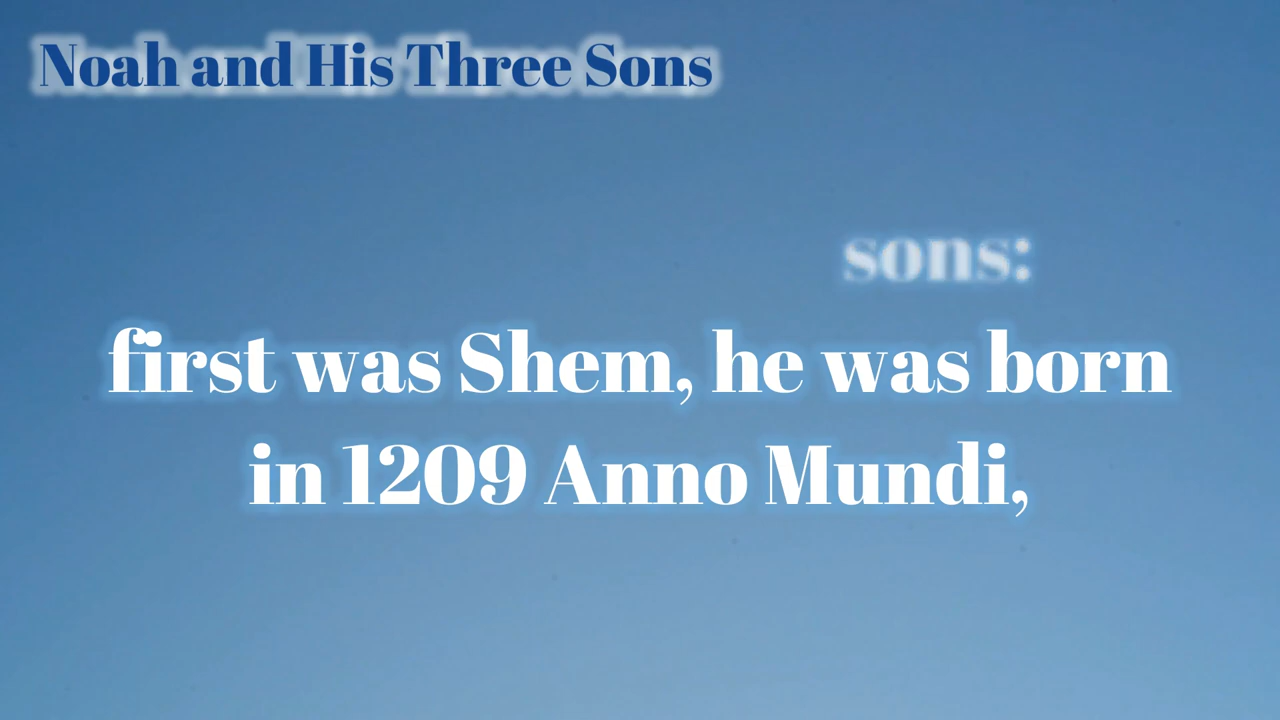 Noah and His Three Sons
sons:
first was Shem, he was born
in 1209 Anno Mundi,